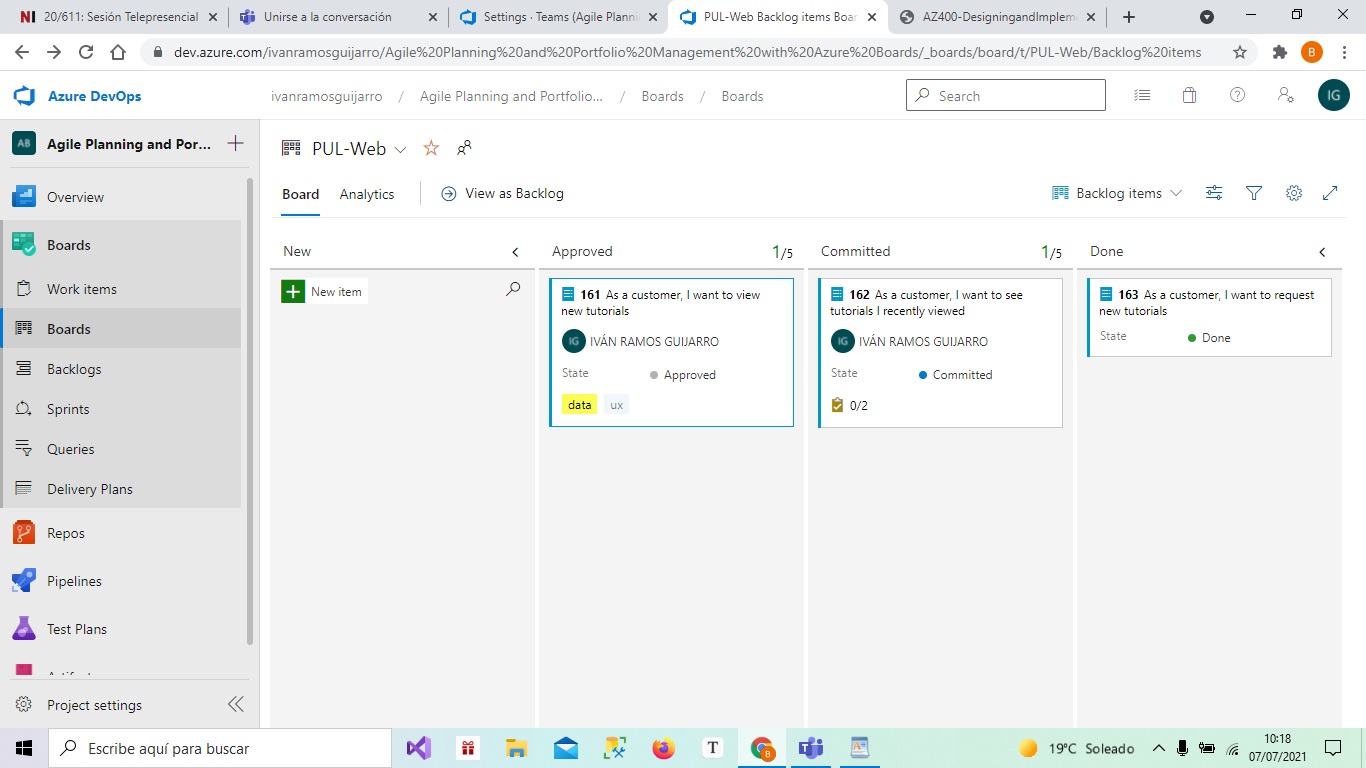 20/611: Sesión Telepresencial
Unirse a la conversación
Settings · Teams (Agile Planni
PUL-Web Backlog items Boar
AZ400-DesigningandImplem
dev.azure.com/ivanramosguijarro/Agile%20Planning%20and%20Portfolio%20Management%20with%20Azure%20Boards/_boards/board/t/PUL-Web/Backlog%20items
B
Azure DevOps
ivanramosguijarro / Agile Planning and Portfolio... / Boards / Boards
Search
IG
AB Agile Planning and Por...
PUL-Web
Overview
Board Analytics View as Backlog
Backlog items
Boards
New
Approved 1/5
Committed 1/5
Done
Work items
New item
161 As a customer, I want to view
new tutorials
IG IVÁN RAMOS GUIJARRO
State Approved
data ux
162 As a customer, I want to see
tutorials I recently viewed
IG IVÁN RAMOS GUIJARRO
State Committed
0/2
163 As a customer, I want to request
new tutorials
State Done
Boards
Backlogs
Sprints
Queries
Delivery Plans
Repos
Pipelines
Test Plans
Project settings
Escribe aquí para buscar
19°C Soleado
10:18
07/07/2021